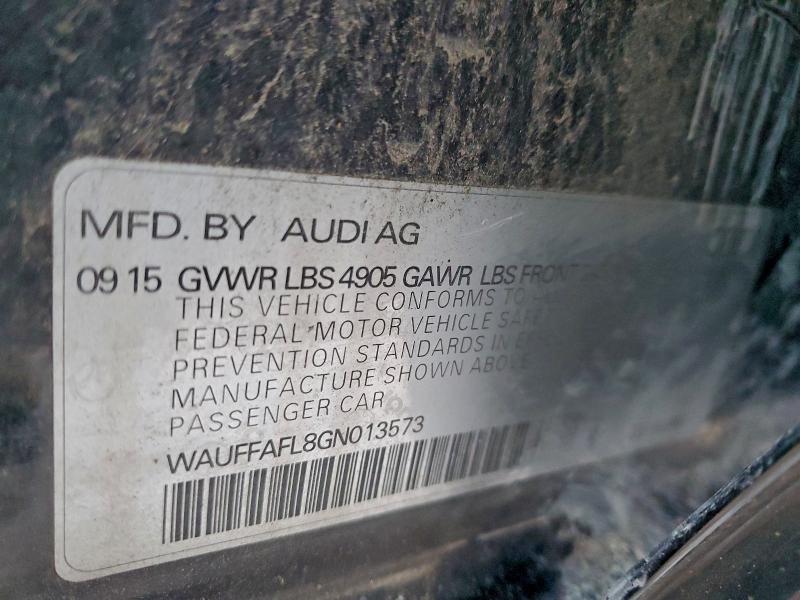 MFD. BY AUDI AG
09 15 GVWR LBS 4905 GAWR LBS FRONT
THIS VEHICLE CONFORMS TO
FEDERAL MOTOR VEHICLE
PREVENTION STANDARDS IN
MANUFACTURE SHOWN ABOVE
PASSENGER CAR
WAUFFAFL8GN013573